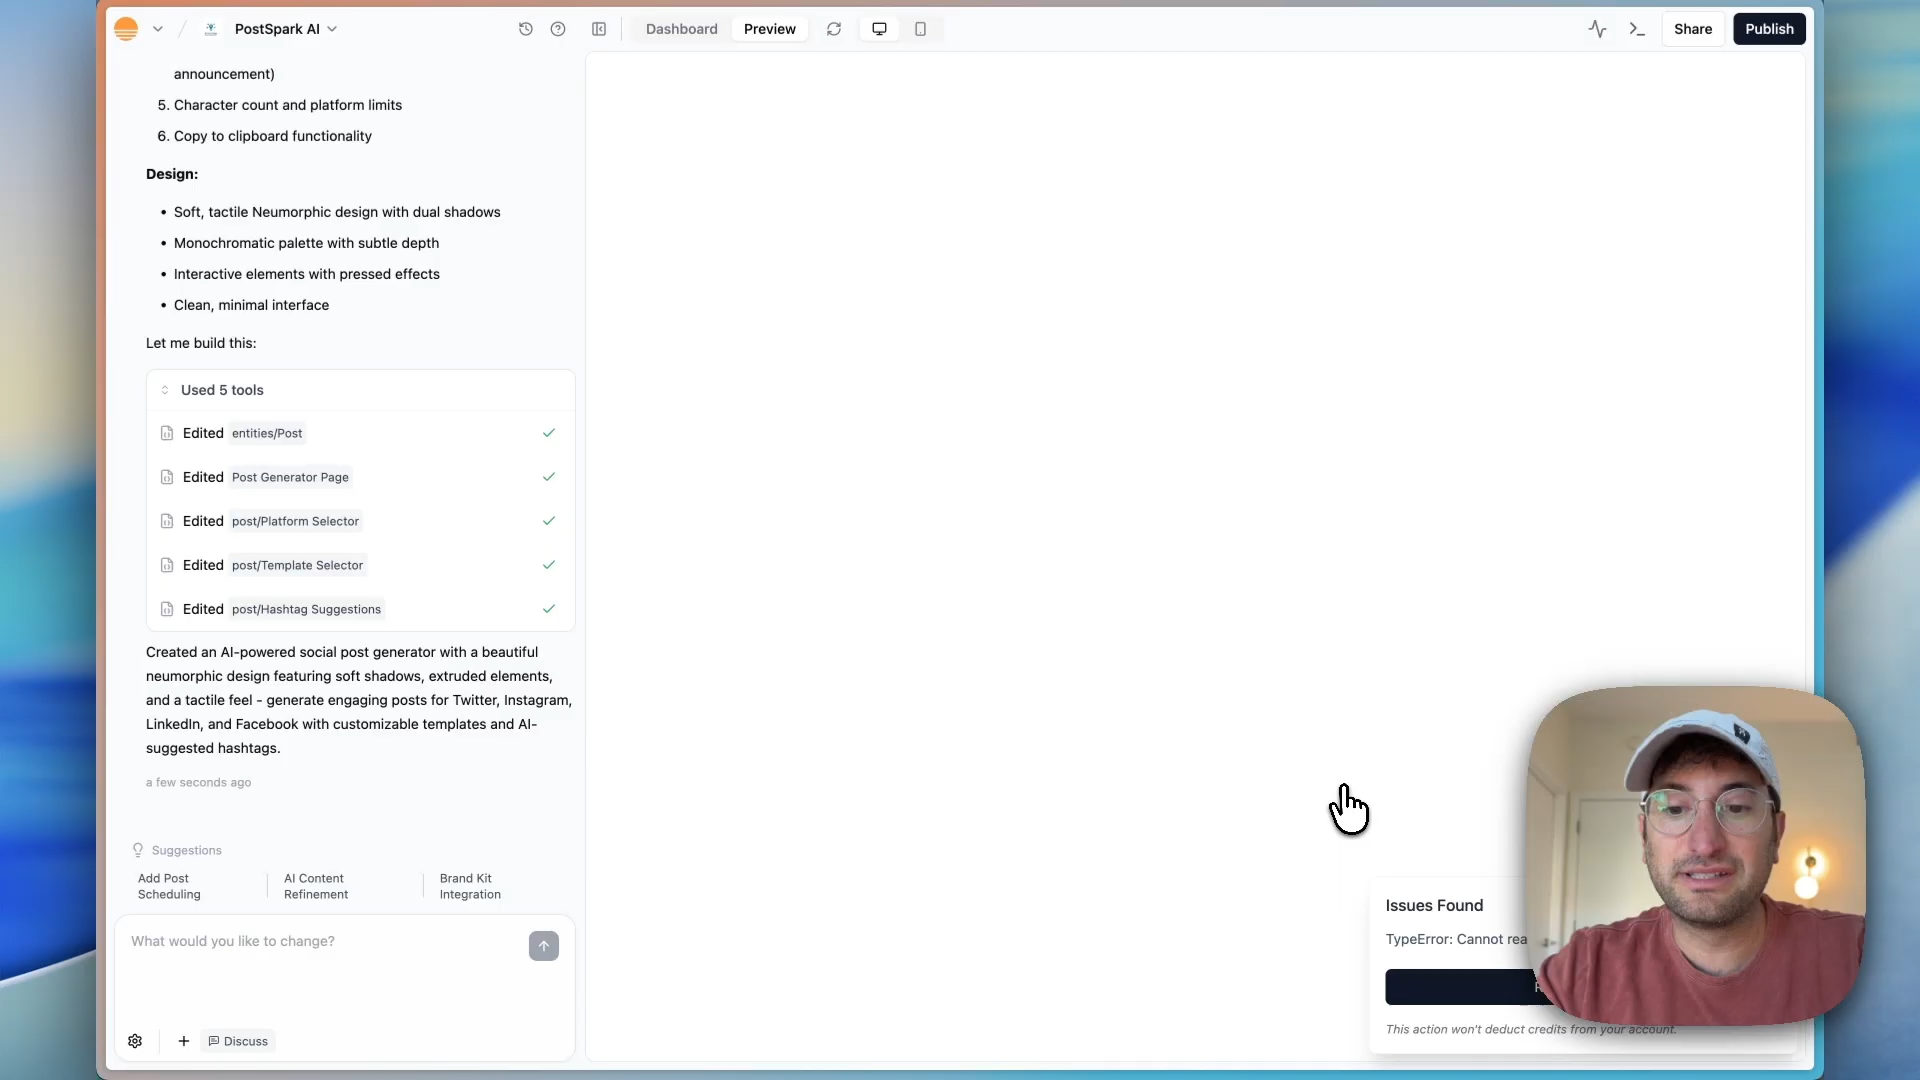 PostSpark AI
Dashboard
Preview
Share
Publish
announcement)
5. Character count and platform limits
6. Copy to clipboard functionality
Design:
• Soft, tactile Neumorphic design with dual shadows
• Monochromatic palette with subtle depth
• Interactive elements with pressed effects
• Clean, minimal interface
Let me build this:
Used 5 tools
Edited entities/Post
Edited Post Generator Page
Edited post/Platform Selector
Edited post/Template Selector
Edited post/Hashtag Suggestions
Created an AI-powered social post generator with a beautiful
neumorphic design featuring soft shadows, extruded elements,
and a tactile feel - generate engaging posts for Twitter, Instagram,
LinkedIn, and Facebook with customizable templates and AI-
suggested hashtags.
a few seconds ago
Suggestions
Add Post
Scheduling
AI Content
Refinement
Brand Kit
Integration
What would you like to change?
Discuss
Issues Found
TypeError: Cannot
This action won't deduct credits from your account.